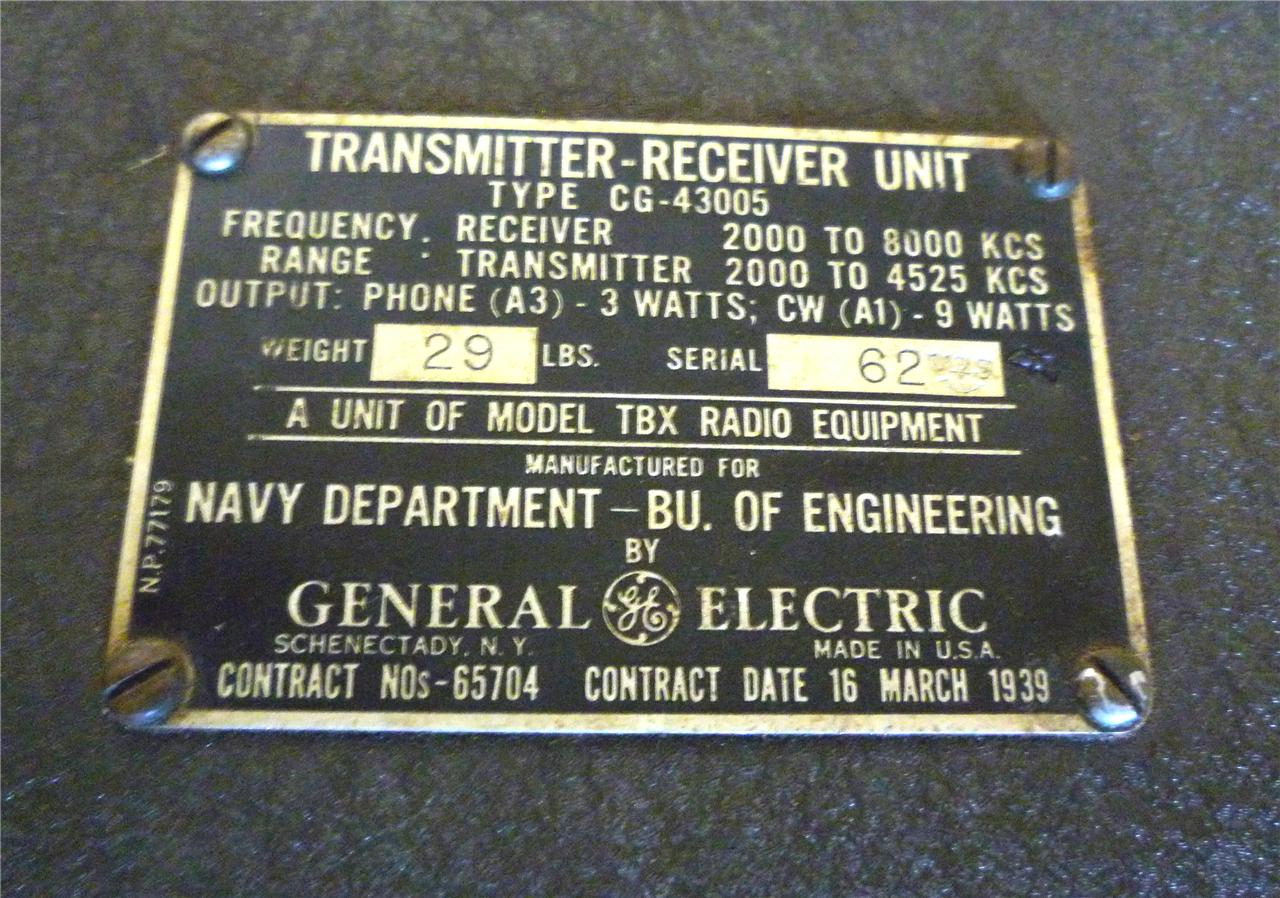 TRANSMITTER-RECEIVER UNIT
TYPE CG-43005
FREQUENCY RECEIVER 2000 TO 8000 KCS
RANGE : TRANSMITTER 2000 TO 4525 KCS
OUTPUT: PHONE (A3) - 3 WATTS; CW (A1) - 9 WATTS
WEIGHT 29 LBS. SERIAL 62
A UNIT OF MODEL TBX RADIO EQUIPMENT
MANUFACTURED FOR
NAVY DEPARTMENT — BU. OF ENGINEERING
BY
GENERAL GE ELECTRIC
SCHENECTADY, N. Y. MADE IN U.S.A.
CONTRACT NOs-65704 CONTRACT DATE 16 MARCH 1939
N.P.77179